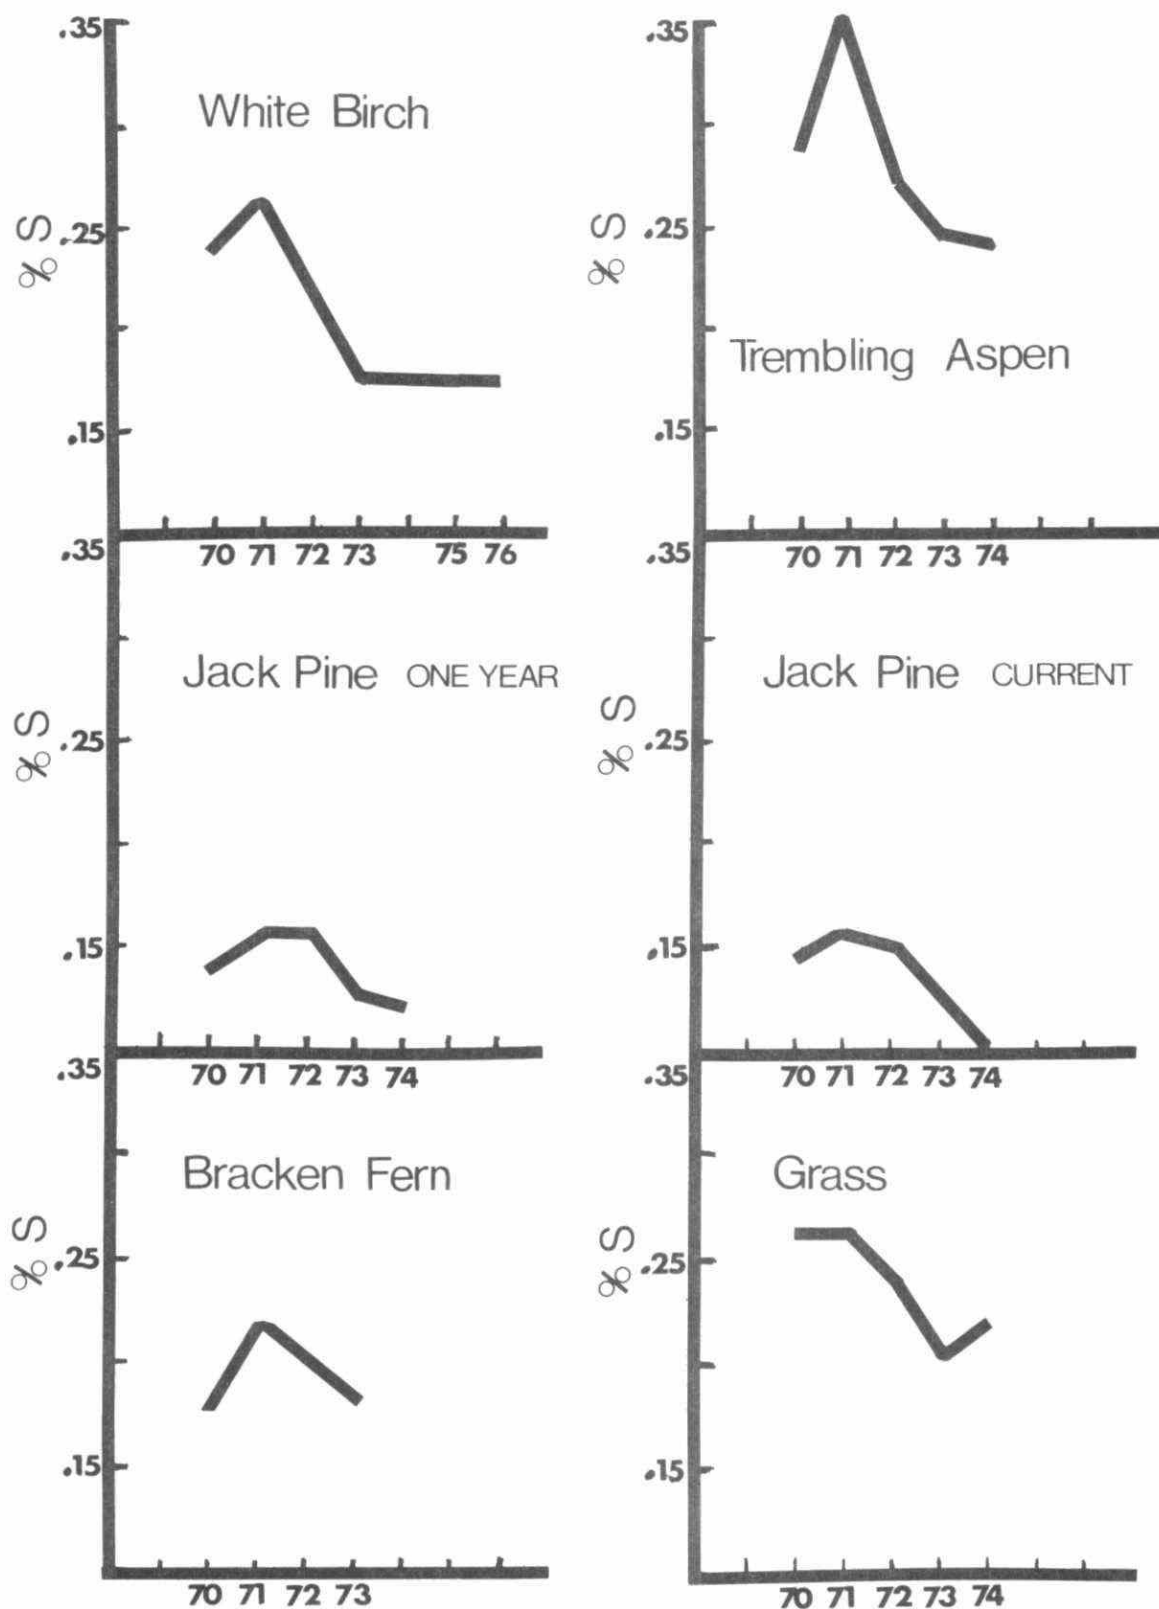 .35
White Birch
% S
.25
.15
70 71 72 73 75 76
.35
% S
.25
Trembling Aspen
.15
70 71 72 73 74
.35
Jack Pine ONE YEAR
% S
.25
.15
70 71 72 73 74
.35
Jack Pine CURRENT
% S
.25
.15
70 71 72 73 74
.35
Bracken Fern
% S
.25
.15
70 71 72 73
.35
Grass
% S
.25
.15
70 71 72 73 74